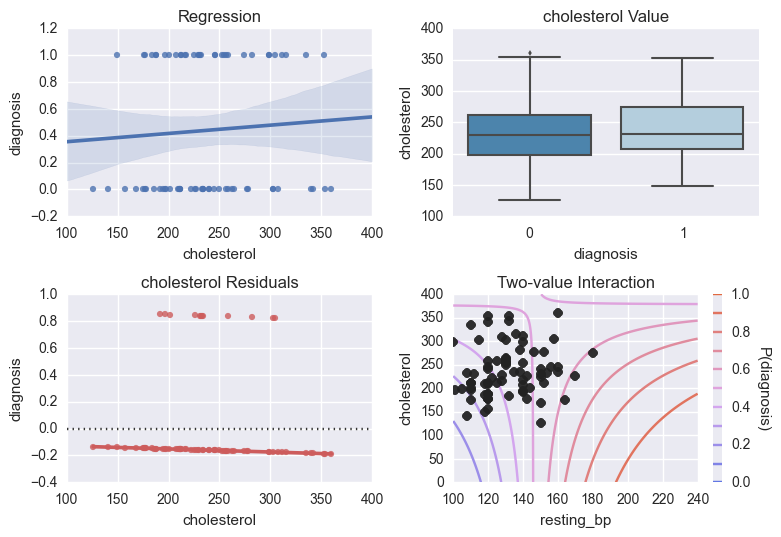 Regression
1.2
1.0
0.8
0.6
0.4
0.2
0.0
−0.2
diagnosis
100 150 200 250 300 350 400
cholesterol
cholesterol Value
400
350
300
250
200
150
100
cholesterol
0 1
diagnosis
cholesterol Residuals
1.0
0.8
0.6
0.4
0.2
0.0
−0.2
−0.4
diagnosis
100 150 200 250 300 350 400
cholesterol
Two-value Interaction
400
350
300
250
200
150
100
50
0
cholesterol
100 120 140 160 180 200 220 240
resting_bp
1.0
0.8
0.6
0.4
0.2
0.0
P(diagnosis)